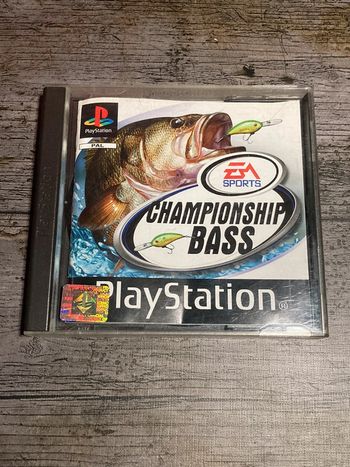 PlayStation
PAL
EA
SPORTS
CHAMPIONSHIP
BASS
PlayStation